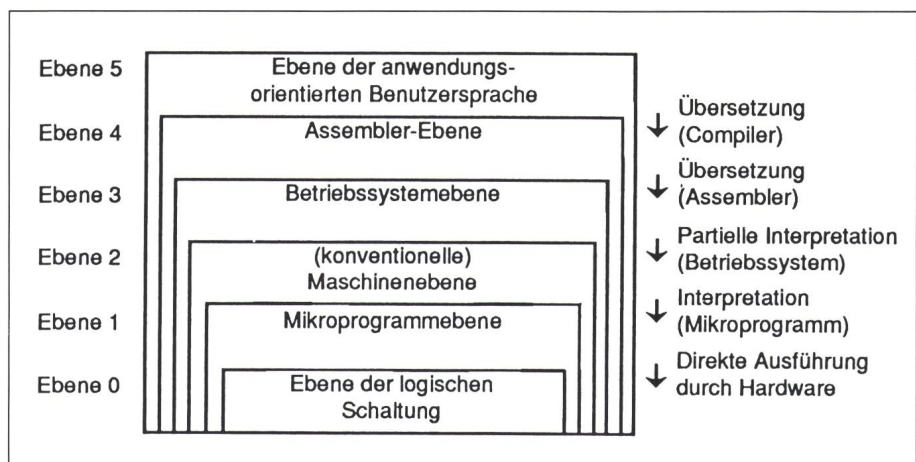 Ebene 5
Ebene der anwendungs-
orientierten Benutzersprache
Übersetzung
(Compiler)
Ebene 4
Assembler-Ebene
Übersetzung
(Assembler)
Ebene 3
Betriebssystemebene
Partielle Interpretation
(Betriebssystem)
Ebene 2
(konventionelle)
Maschinenebene
Interpretation
(Mikroprogramm)
Ebene 1
Mikroprogrammebene
Direkte Ausführung
durch Hardware
Ebene 0
Ebene der logischen
Schaltung